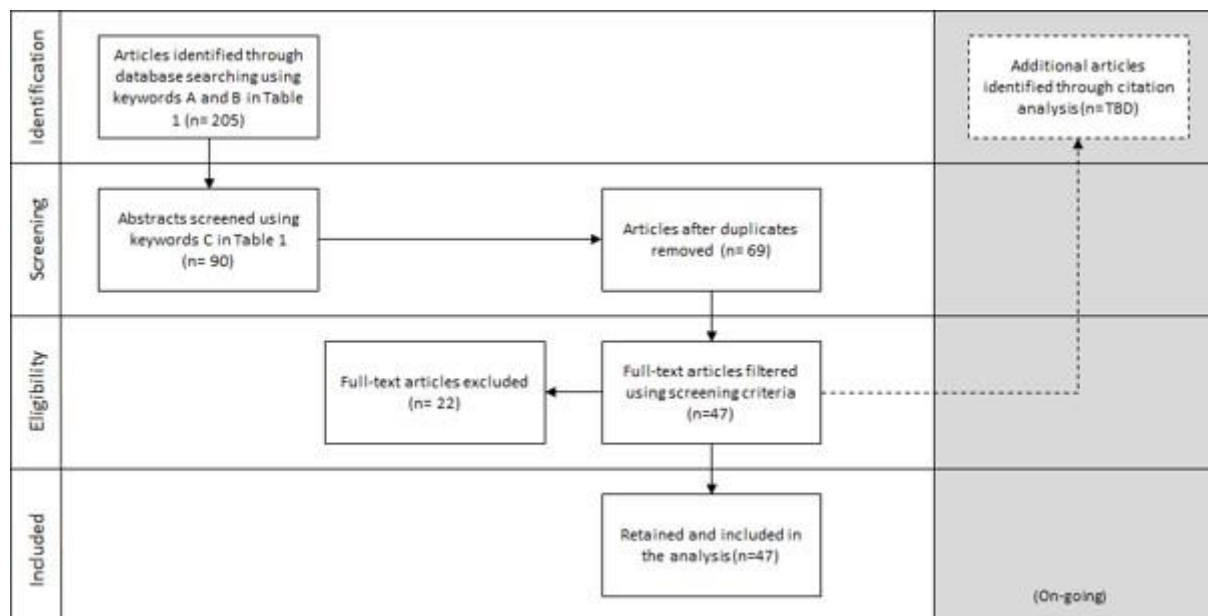 Identification
Articles identified through
database searching using
keywords A and B in Table
1 (n= 205)
Additional articles
identified through citation
analysis(n=TBD)
Screening
Abstracts screened using
keywords C in Table 1
(n= 90)
Articles after duplicates
removed (n= 69)
Eligibility
Full-text articles excluded
(n= 22)
Full-text articles filtered
using screening criteria
(n=47)
Included
Retained and included in
the analysis(n=47)
(On-going)